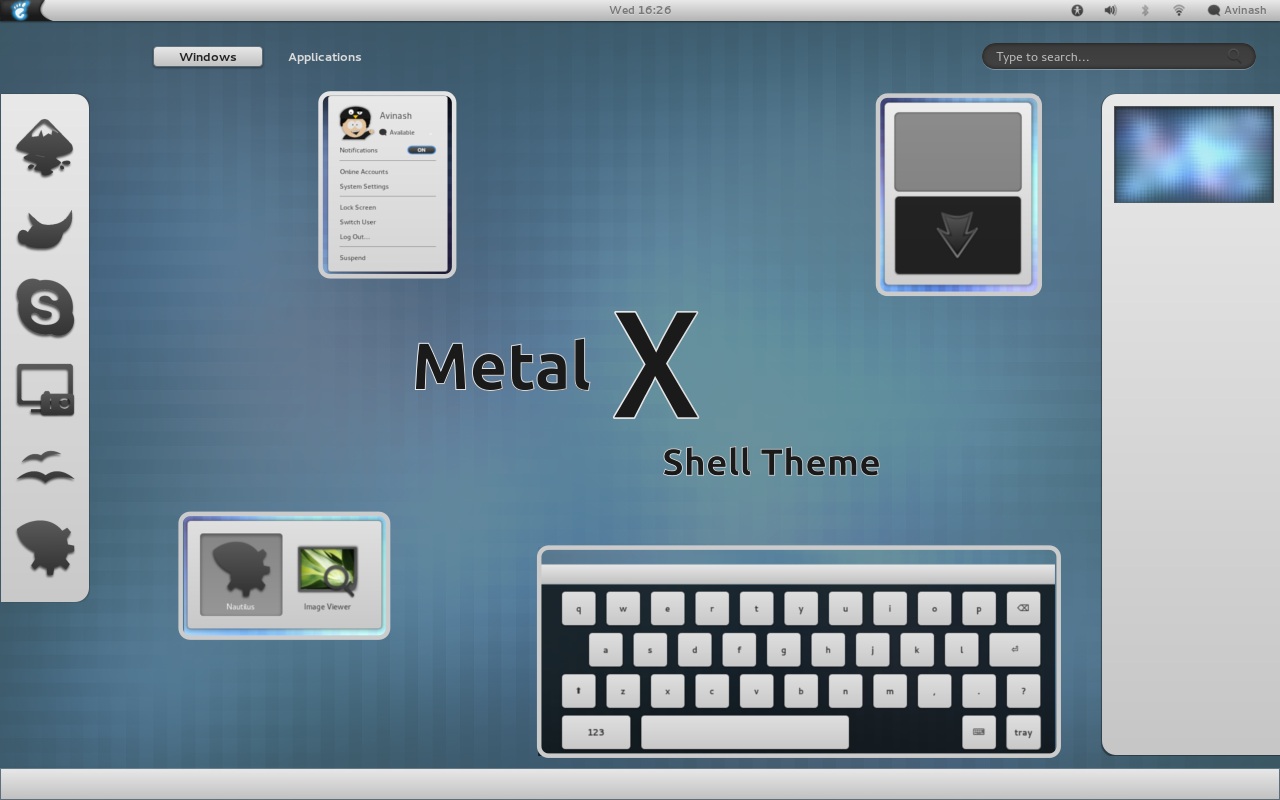 Wed 16:26
Avinash
Windows
Applications
Type to search...
Avinash
Available
Notifications ON
Online Accounts
System Settings
Lock Screen
Switch User
Log Out...
Suspend
S
Metal X
Shell Theme
Nautilus
Image Viewer
q w e r t y u i o p ⌫
a s d f g h j k l ⏎
⬆ z x c v b n m , . ?
123 ⌨ tray